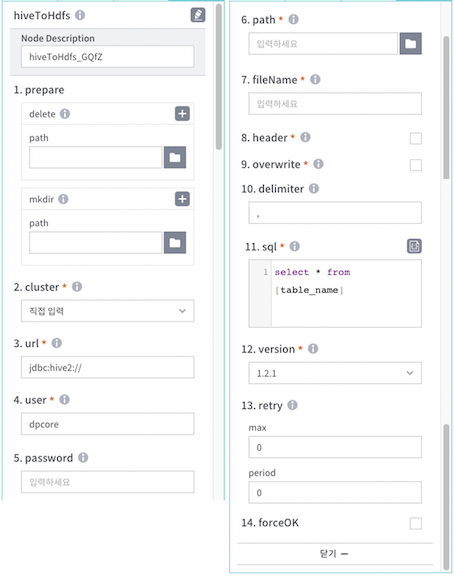 hiveToHdfs
Node Description
hiveToHdfs_GQfZ
1. prepare
delete
path
mkdir
path
2. cluster *
직접 입력
3. url *
jdbc:hive2://
4. user *
dpcore
5. password
입력하세요
6. path *
입력하세요
7. fileName *
입력하세요
8. header *
9. overwrite *
10. delimiter
,
11. sql *
1 select * from
[table_name]
12. version *
1.2.1
13. retry
max
0
period
0
14. forceOK
닫기 —